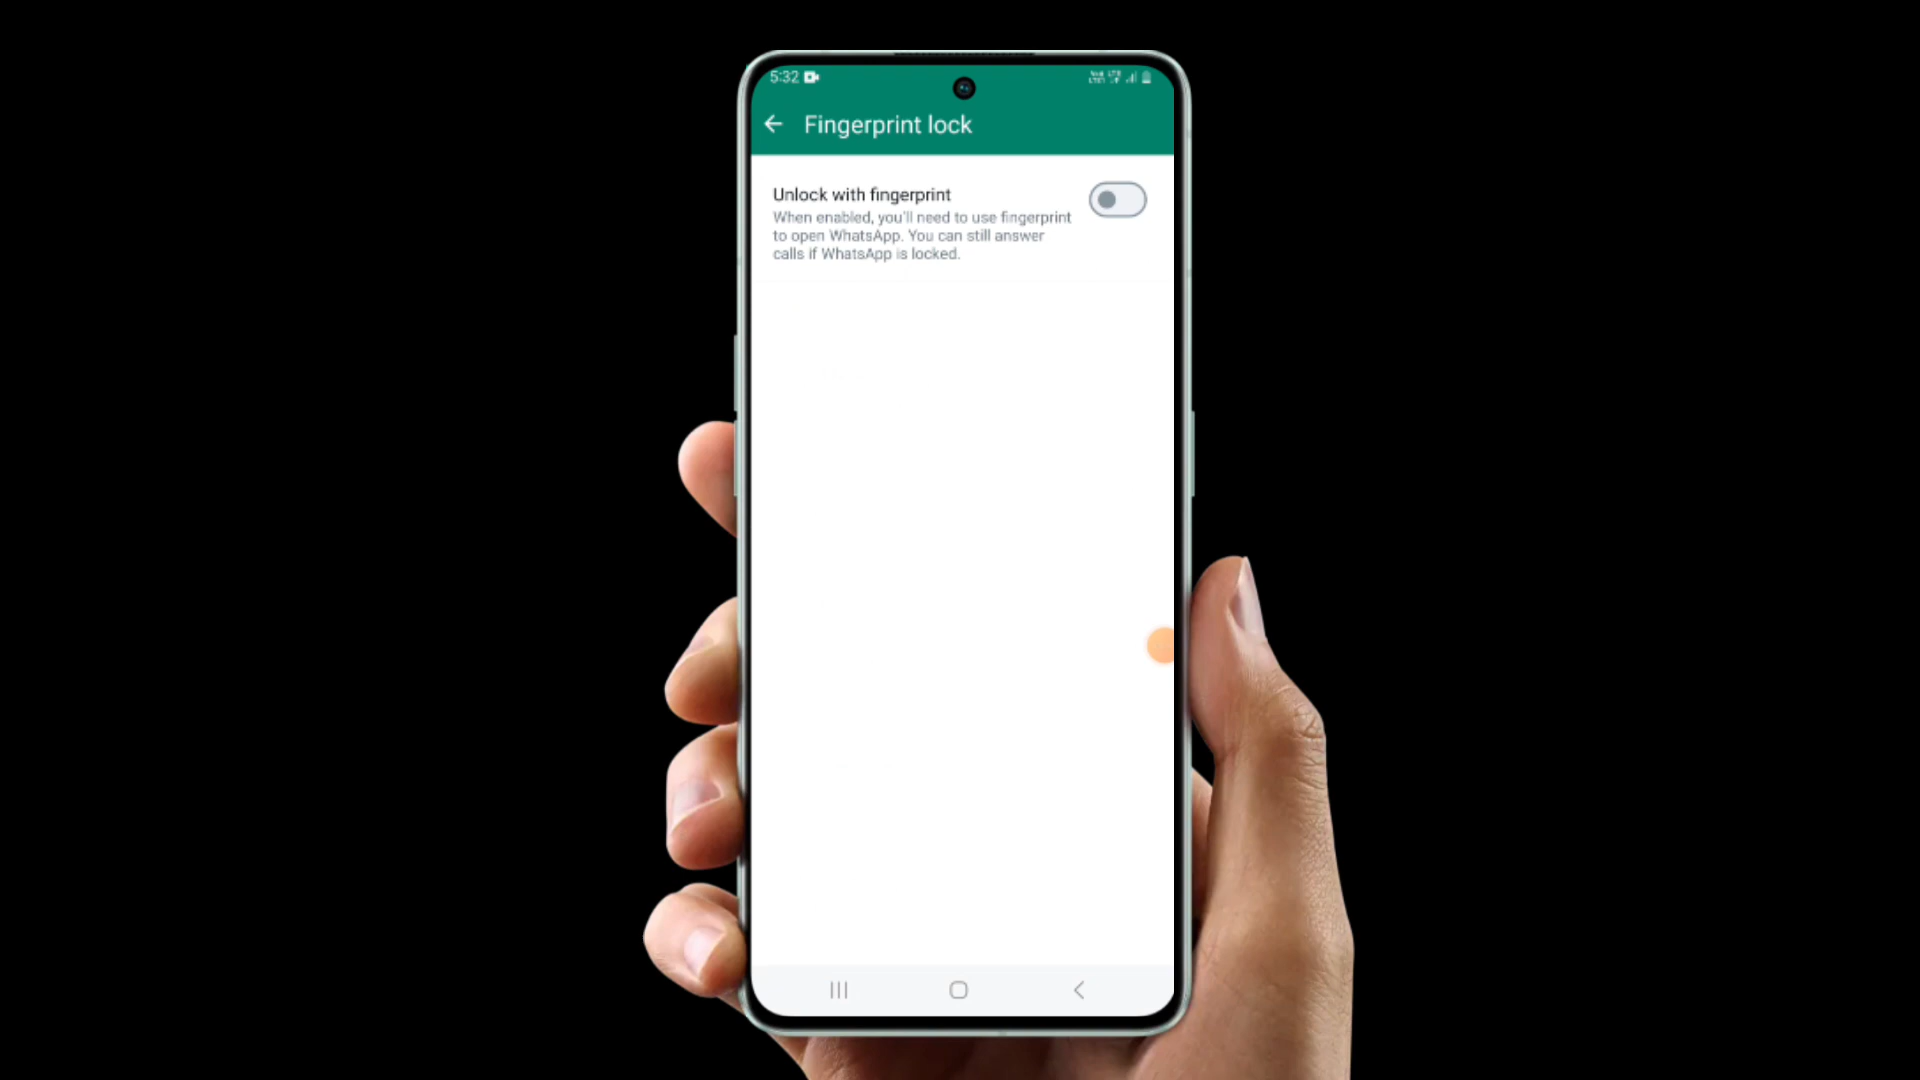 5:32
Fingerprint lock
Unlock with fingerprint
When enabled, you'll need to use fingerprint
to open WhatsApp. You can still answer
calls if WhatsApp is locked.